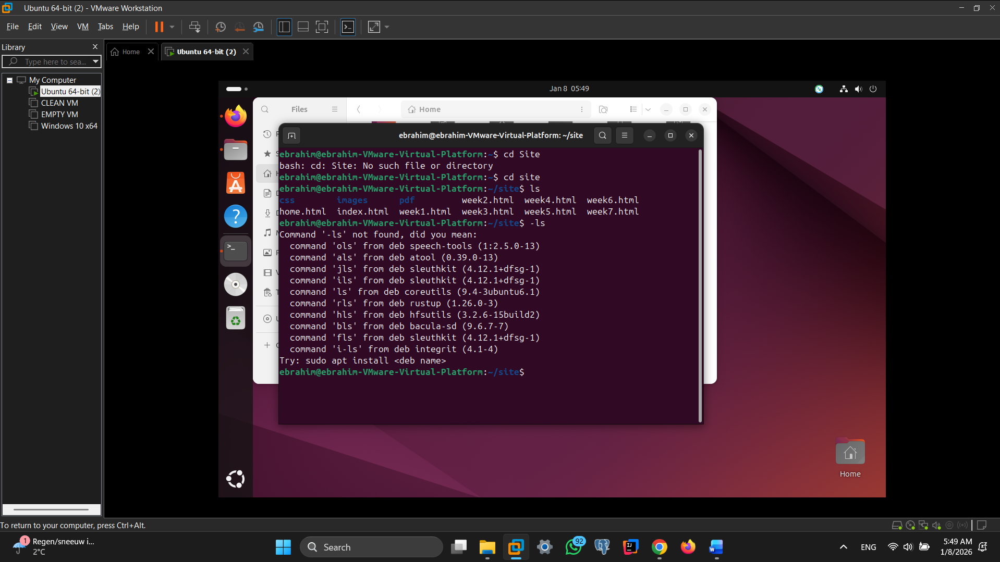 Ubuntu 64-bit (2) - VMware Workstation
File Edit View VM Tabs Help
Library
Type here to sea...
My Computer
Ubuntu 64-bit (2)
CLEAN VM
EMPTY VM
Windows 10 x64
Home
Ubuntu 64-bit (2)
Jan 8 05:49
Files
Home
ebrahim@ebrahim-VMware-Virtual-Platform: ~/site
ebrahim@ebrahim-VMware-Virtual-Platform:~$ cd Site
bash: cd: Site: No such file or directory
ebrahim@ebrahim-VMware-Virtual-Platform:~$ cd site
ebrahim@ebrahim-VMware-Virtual-Platform:~/site$ ls
css images pdf week2.html week4.html week6.html
home.html index.html week1.html week3.html week5.html week7.html
ebrahim@ebrahim-VMware-Virtual-Platform:~/site$ -ls
Command '-ls' not found, did you mean:
command 'ols' from deb speech-tools (1:2.5.0-13)
command 'als' from deb atool (0.39.0-13)
command 'jls' from deb sleuthkit (4.12.1+dfsg-1)
command 'ils' from deb sleuthkit (4.12.1+dfsg-1)
command 'ls' from deb coreutils (9.4-3ubuntu6.1)
command 'rls' from deb rustup (1.26.0-3)
command 'hls' from deb hfsutils (3.2.6-15build2)
command 'bls' from deb bacula-sd (9.6.7-7)
command 'fls' from deb sleuthkit (4.12.1+dfsg-1)
command 'i-ls' from deb integrit (4.1-4)
Try: sudo apt install <deb name>
ebrahim@ebrahim-VMware-Virtual-Platform:~/site$
Home
To return to your computer, press Ctrl+Alt.
1
Regen/sneeuw i...
2°C
Search
92
ENG
5:49 AM
1/8/2026